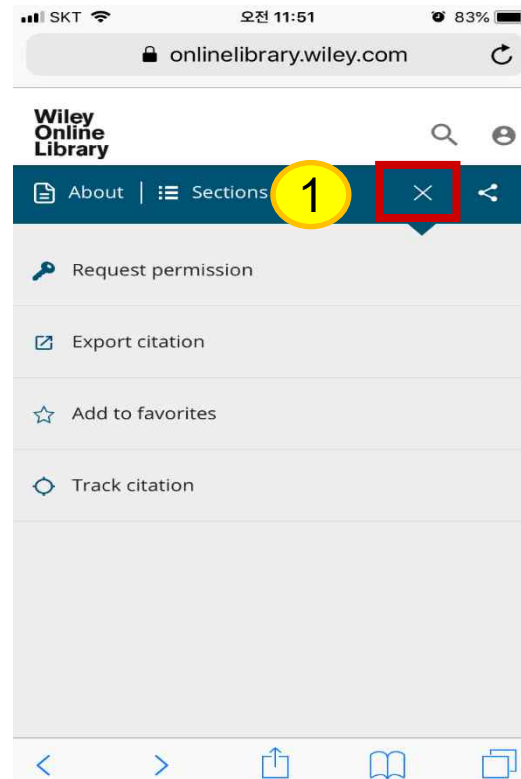 SKT 오전 11:51 83%
onlinelibrary.wiley.com
Wiley
Online
Library
About | Sections 1
Request permission
Export citation
Add to favorites
Track citation